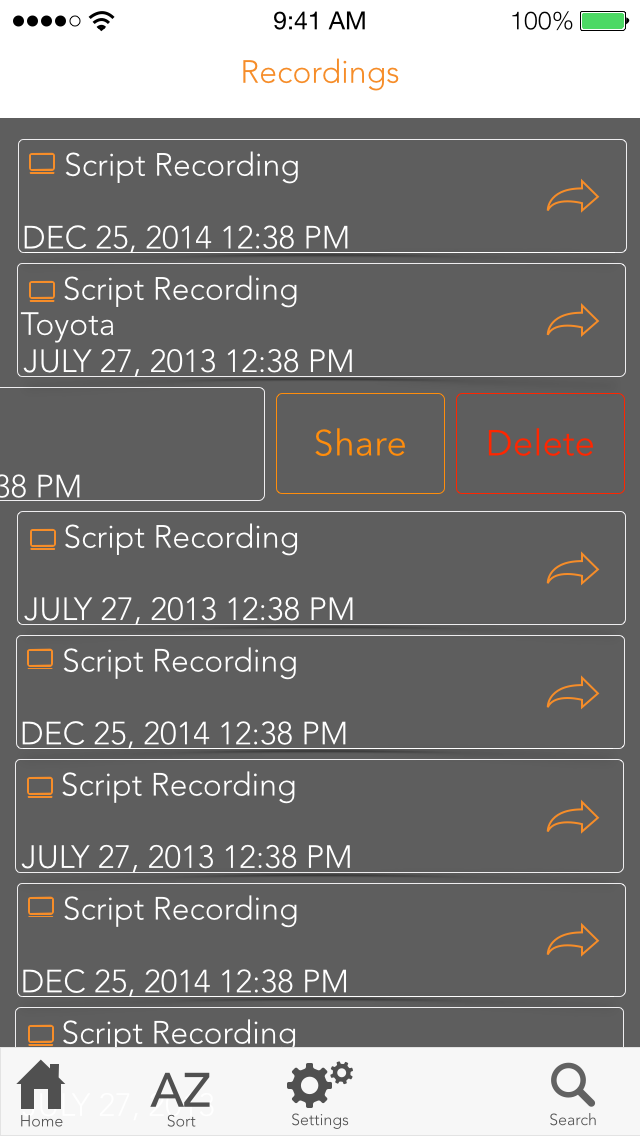 9:41 AM 100%
Recordings
Script Recording
DEC 25, 2014 12:38 PM
Script Recording
Toyota
JULY 27, 2013 12:38 PM
Share Delete
38 PM
Script Recording
JULY 27, 2013 12:38 PM
Script Recording
DEC 25, 2014 12:38 PM
Script Recording
JULY 27, 2013 12:38 PM
Script Recording
DEC 25, 2014 12:38 PM
Script Recording
JULY 27, 2013
AZ
Home Sort Settings Search